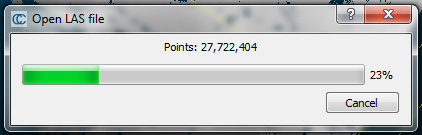 Open LAS file
?
Points: 27,722,404
23%
Cancel